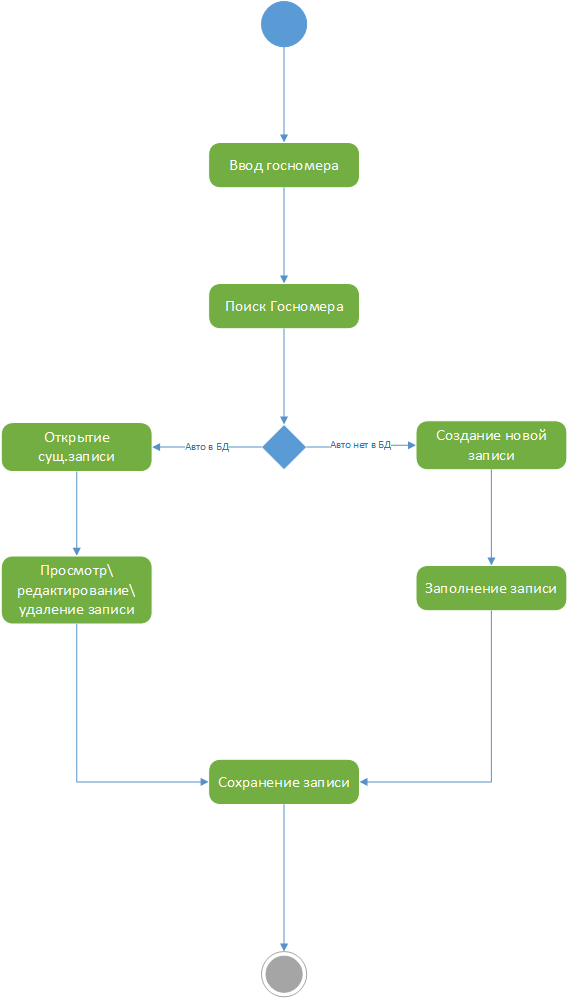 Ввод госномера
Поиск Госномера
Авто в БД
Авто нет в БД
Открытие
сущ.записи
Создание новой
записи
Просмотр\
редактирование\
удаление записи
Заполнение записи
Сохранение записи